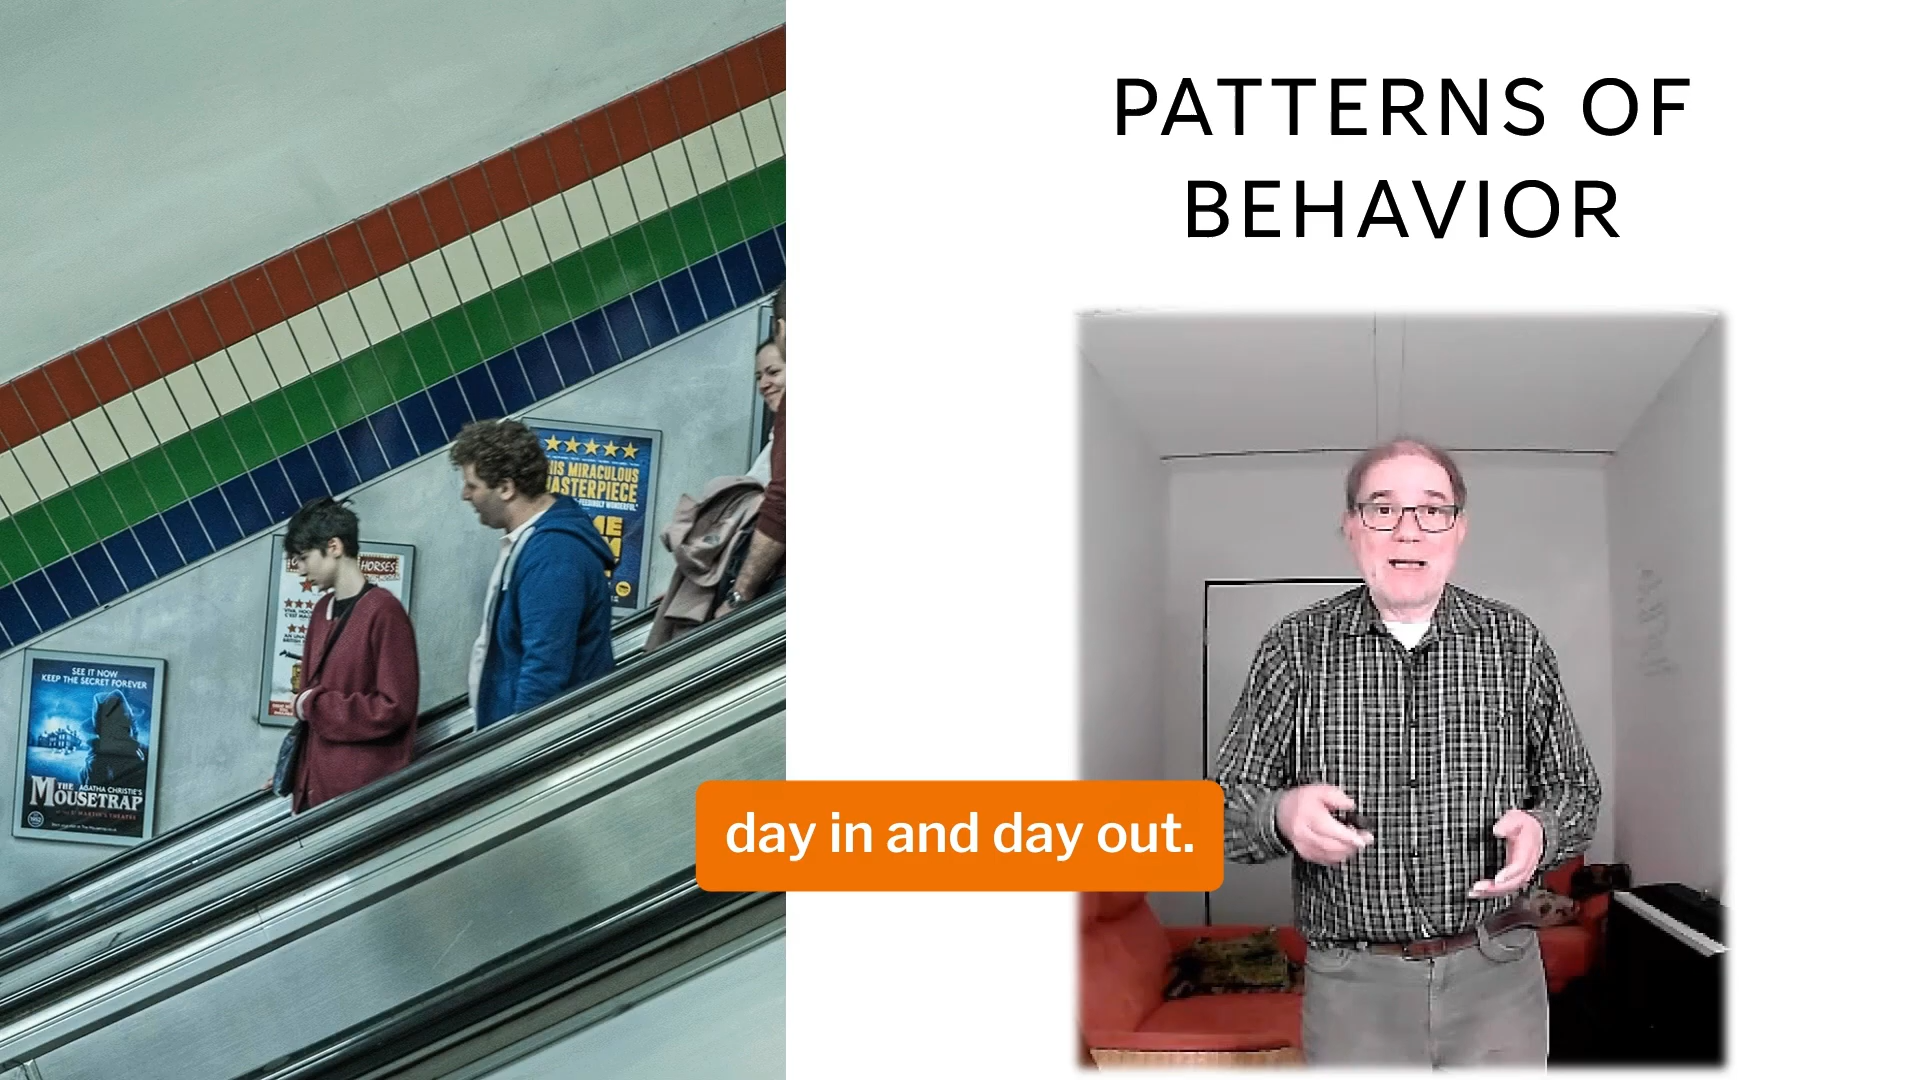 PATTERNS OF
BEHAVIOR
day in and day out.
★★★★★
MIRACULOUS
MASTERPIECE
HORSES
SEE IT NOW
KEEP THE SECRET FOREVER
AGATHA CHRISTIE'S
THE
MOUSETRAP